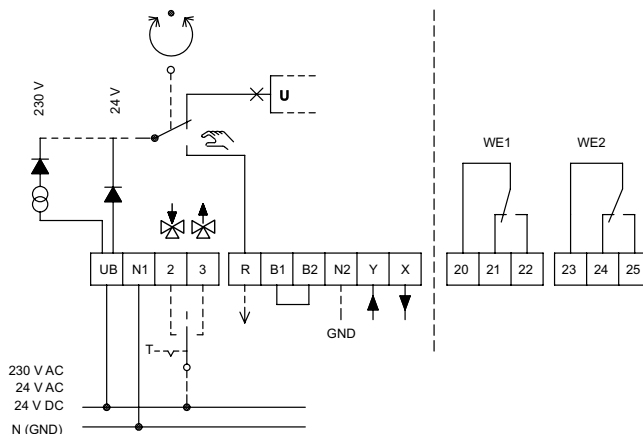 230 V
24 V
U
WE1
WE2
UB N1 2 3 R B1 B2 N2 Y X
20 21 22 23 24 25
GND
T
230 V AC
24 V AC
24 V DC
N (GND)